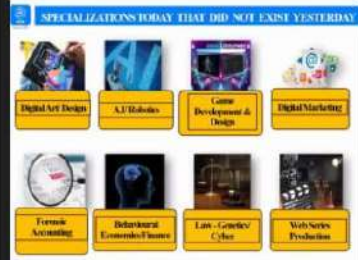 SPECIALIZATIONS TODAY THAT DID NOT EXIST YESTERDAY
Digital Art/ Design
A.I/ Robotics
Game
Development &
Design
Digital Marketing
Forensic
Accounting
Behavioural
Economics/Finance
Law - Genetics/
Cyber
Web Series
Production